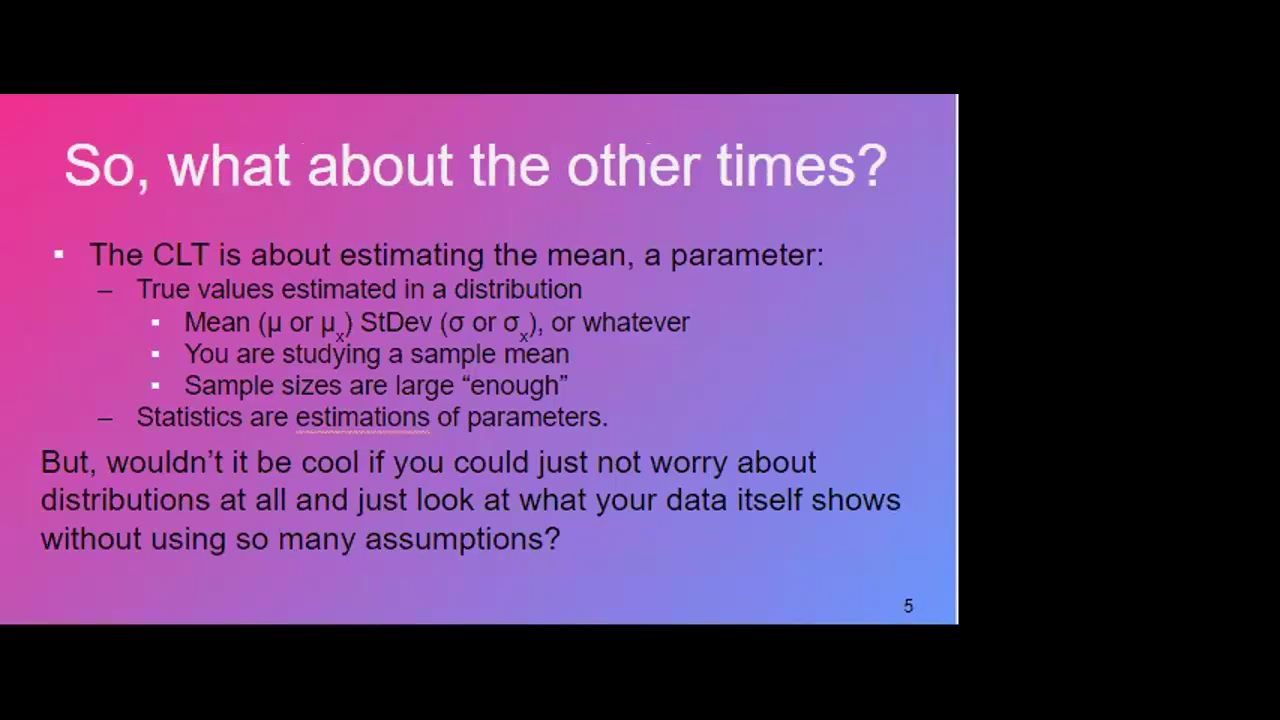 So, what about the other times?
▪ The CLT is about estimating the mean, a parameter:
– True values estimated in a distribution
▪ Mean (μ or μx) StDev (σ or σx), or whatever
▪ You are studying a sample mean
▪ Sample sizes are large “enough”
– Statistics are estimations of parameters.
But, wouldn’t it be cool if you could just not worry about
distributions at all and just look at what your data itself shows
without using so many assumptions?
5